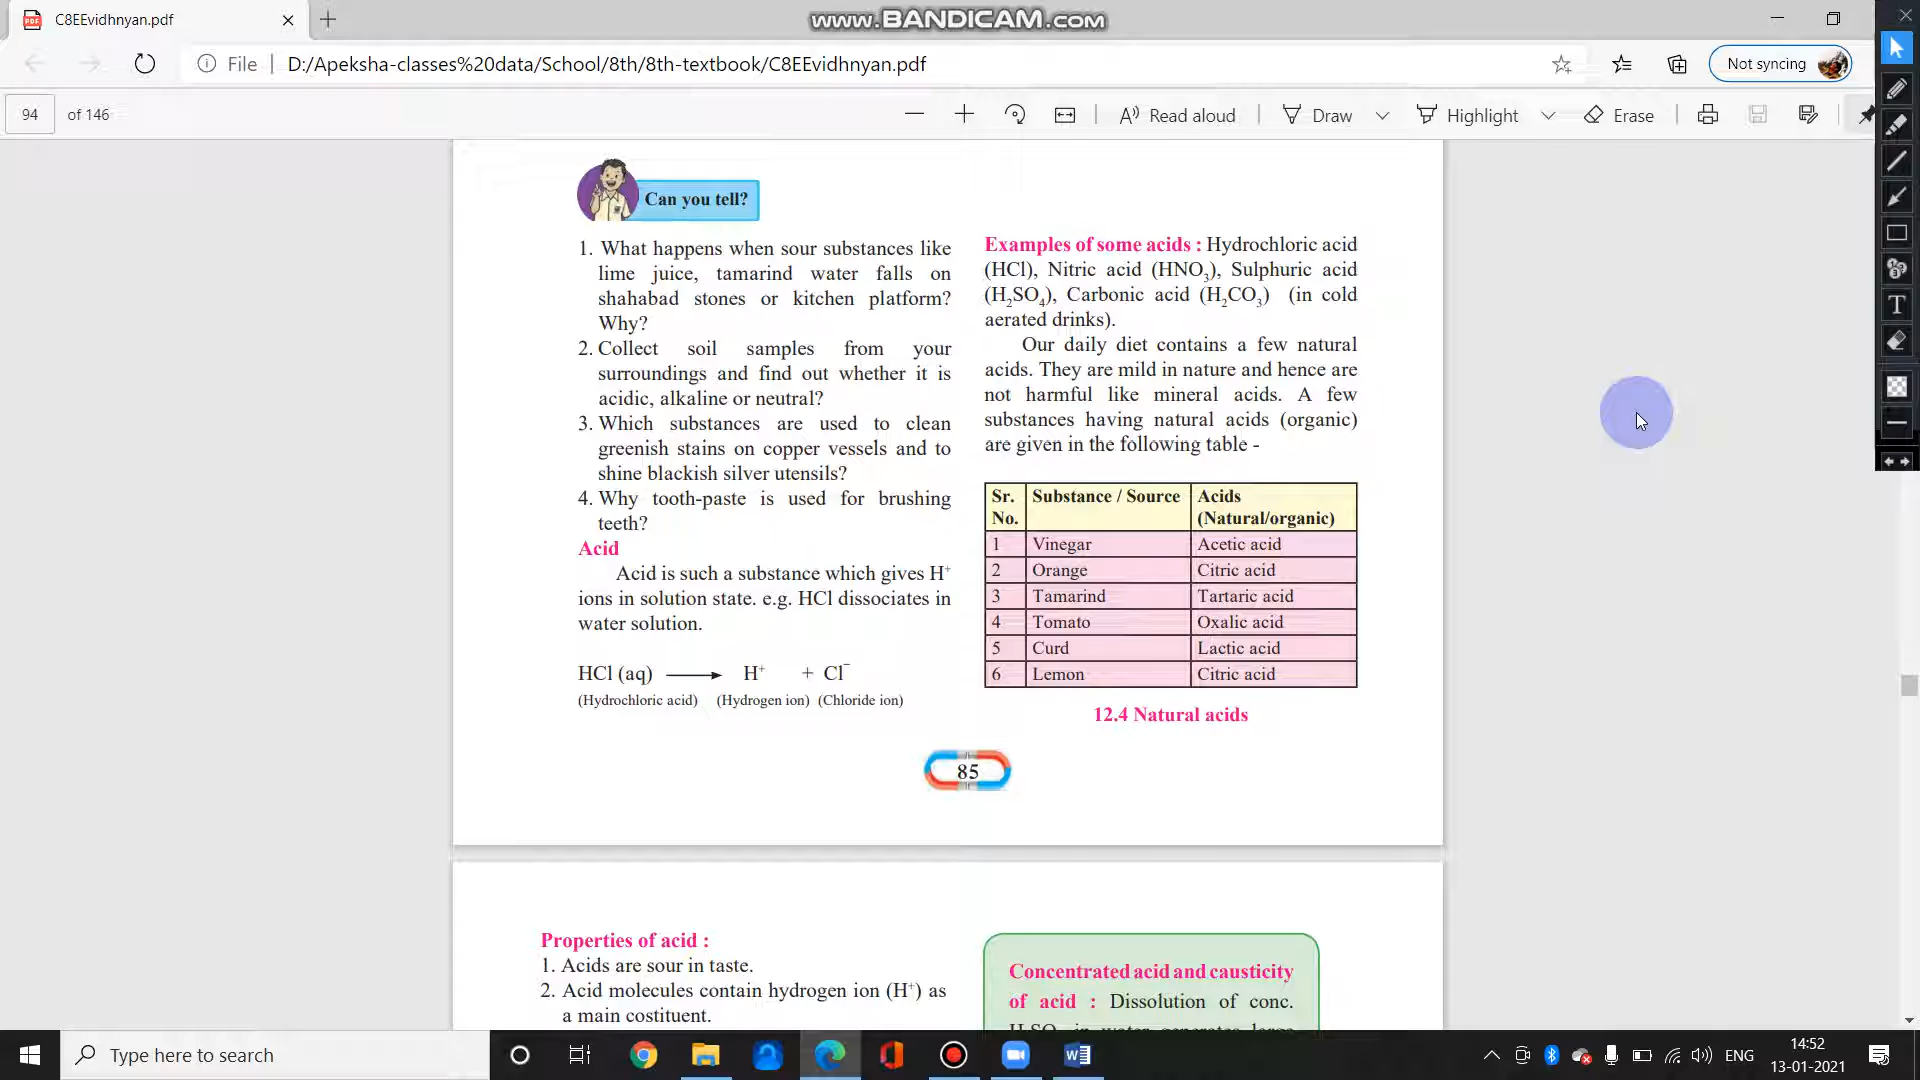 C8EEvidhnyan.pdf
www.BANDICAM.com
File
D:/Apeksha-classes%20data/School/8th/8th-textbook/C8EEvidhnyan.pdf
Not syncing
94
of 146
Read aloud
Draw
Highlight
Erase
Can you tell?
1. What happens when sour substances like
lime juice, tamarind water falls on
shahabad stones or kitchen platform?
Why?
2. Collect soil samples from your
surroundings and find out whether it is
acidic, alkaline or neutral?
3. Which substances are used to clean
greenish stains on copper vessels and to
shine blackish silver utensils?
4. Why tooth-paste is used for brushing
teeth?
Acid
Acid is such a substance which gives H⁺
ions in solution state. e.g. HCl dissociates in
water solution.
HCl (aq) ⟶ H⁺ + Cl⁻
(Hydrochloric acid) (Hydrogen ion) (Chloride ion)
Examples of some acids : Hydrochloric acid
(HCl), Nitric acid (HNO₃), Sulphuric acid
(H₂SO₄), Carbonic acid (H₂CO₃) (in cold
aerated drinks).
Our daily diet contains a few natural
acids. They are mild in nature and hence are
not harmful like mineral acids. A few
substances having natural acids (organic)
are given in the following table -
Sr. No. Substance / Source Acids (Natural/organic)
1 Vinegar Acetic acid
2 Orange Citric acid
3 Tamarind Tartaric acid
4 Tomato Oxalic acid
5 Curd Lactic acid
6 Lemon Citric acid
12.4 Natural acids
85
Properties of acid :
1. Acids are sour in taste.
2. Acid molecules contain hydrogen ion (H⁺) as
a main costituent.
Concentrated acid and causticity
of acid : Dissolution of conc.
H₂SO₄ in water generates large
Type here to search
ENG
14:52
13-01-2021